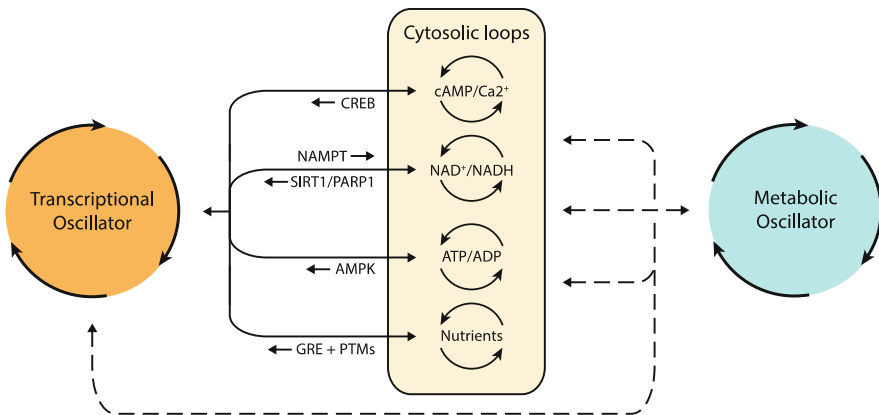 Cytosolic loops
cAMP/Ca2⁺
CREB
NAMPT
NAD⁺/NADH
SIRT1/PARP1
Transcriptional
Oscillator
Metabolic
Oscillator
ATP/ADP
AMPK
Nutrients
GRE + PTMs